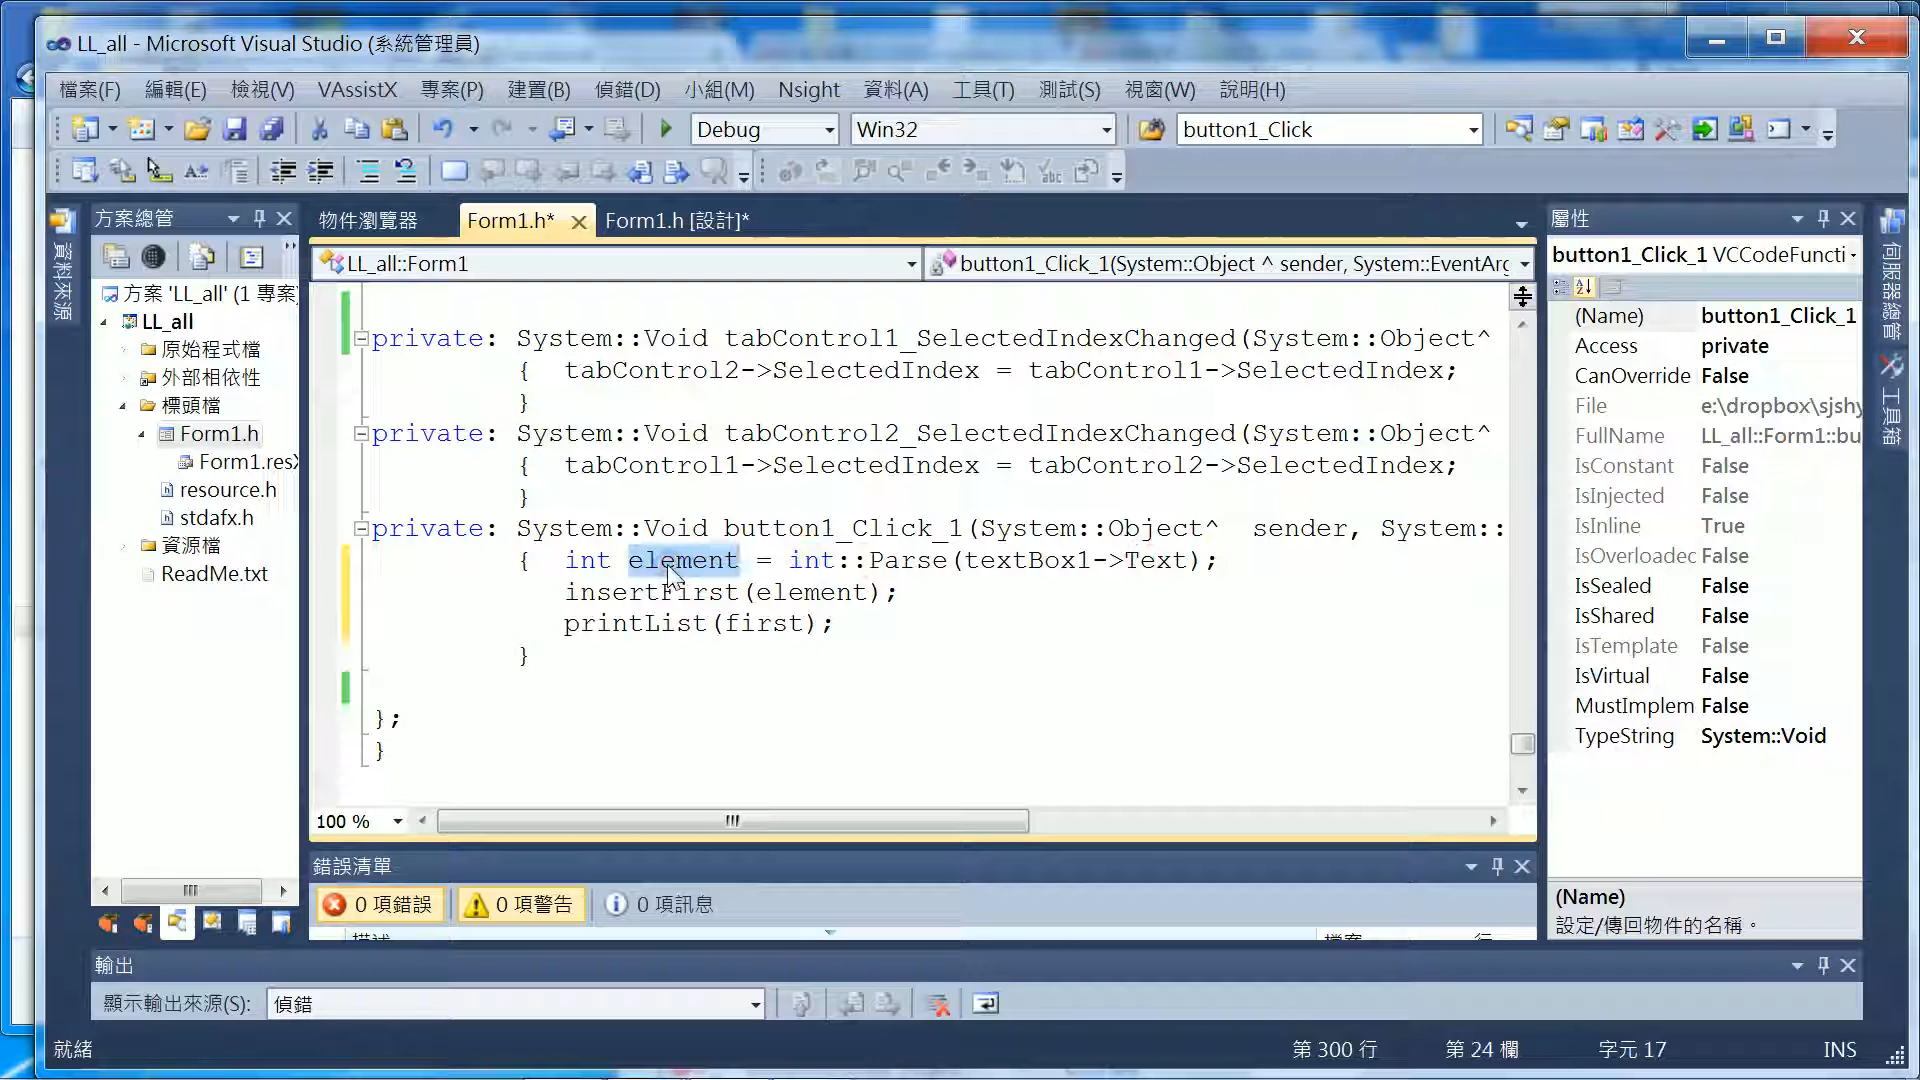 LL_all - Microsoft Visual Studio (系統管理員)
檔案(F) 編輯(E) 檢視(V) VAssistX 專案(P) 建置(B) 偵錯(D) 小組(M) Nsight 資料(A) 工具(T) 測試(S) 視窗(W) 說明(H)
Debug Win32 button1_Click
方案總管
物件瀏覽器 Form1.h* Form1.h [設計]*
屬性
資料來源
伺服器總管
工具箱
LL_all::Form1 button1_Click_1(System::Object ^ sender, System::EventArg
button1_Click_1 VCCodeFuncti
方案 'LL_all' (1 專案)
LL_all
原始程式檔
外部相依性
標頭檔
Form1.h
Form1.resX
resource.h
stdafx.h
資源檔
ReadMe.txt
private: System::Void tabControl1_SelectedIndexChanged(System::Object^
{ tabControl2->SelectedIndex = tabControl1->SelectedIndex;
}
private: System::Void tabControl2_SelectedIndexChanged(System::Object^
{ tabControl1->SelectedIndex = tabControl2->SelectedIndex;
}
private: System::Void button1_Click_1(System::Object^ sender, System::
{ int element = int::Parse(textBox1->Text);
insertFirst(element);
printList(first);
}
};
}
100 %
(Name) button1_Click_1
Access private
CanOverride False
File e:\dropbox\sjshy
FullName LL_all::Form1::bu
IsConstant False
IsInjected False
IsInline True
IsOverloadec False
IsSealed False
IsShared False
IsTemplate False
IsVirtual False
MustImplem False
TypeString System::Void
(Name)
設定/傳回物件的名稱。
錯誤清單
0 項錯誤 0 項警告 0 項訊息
描述 檔案 行
輸出
顯示輸出來源(S): 偵錯
就緒 第 300 行 第 24 欄 字元 17 INS